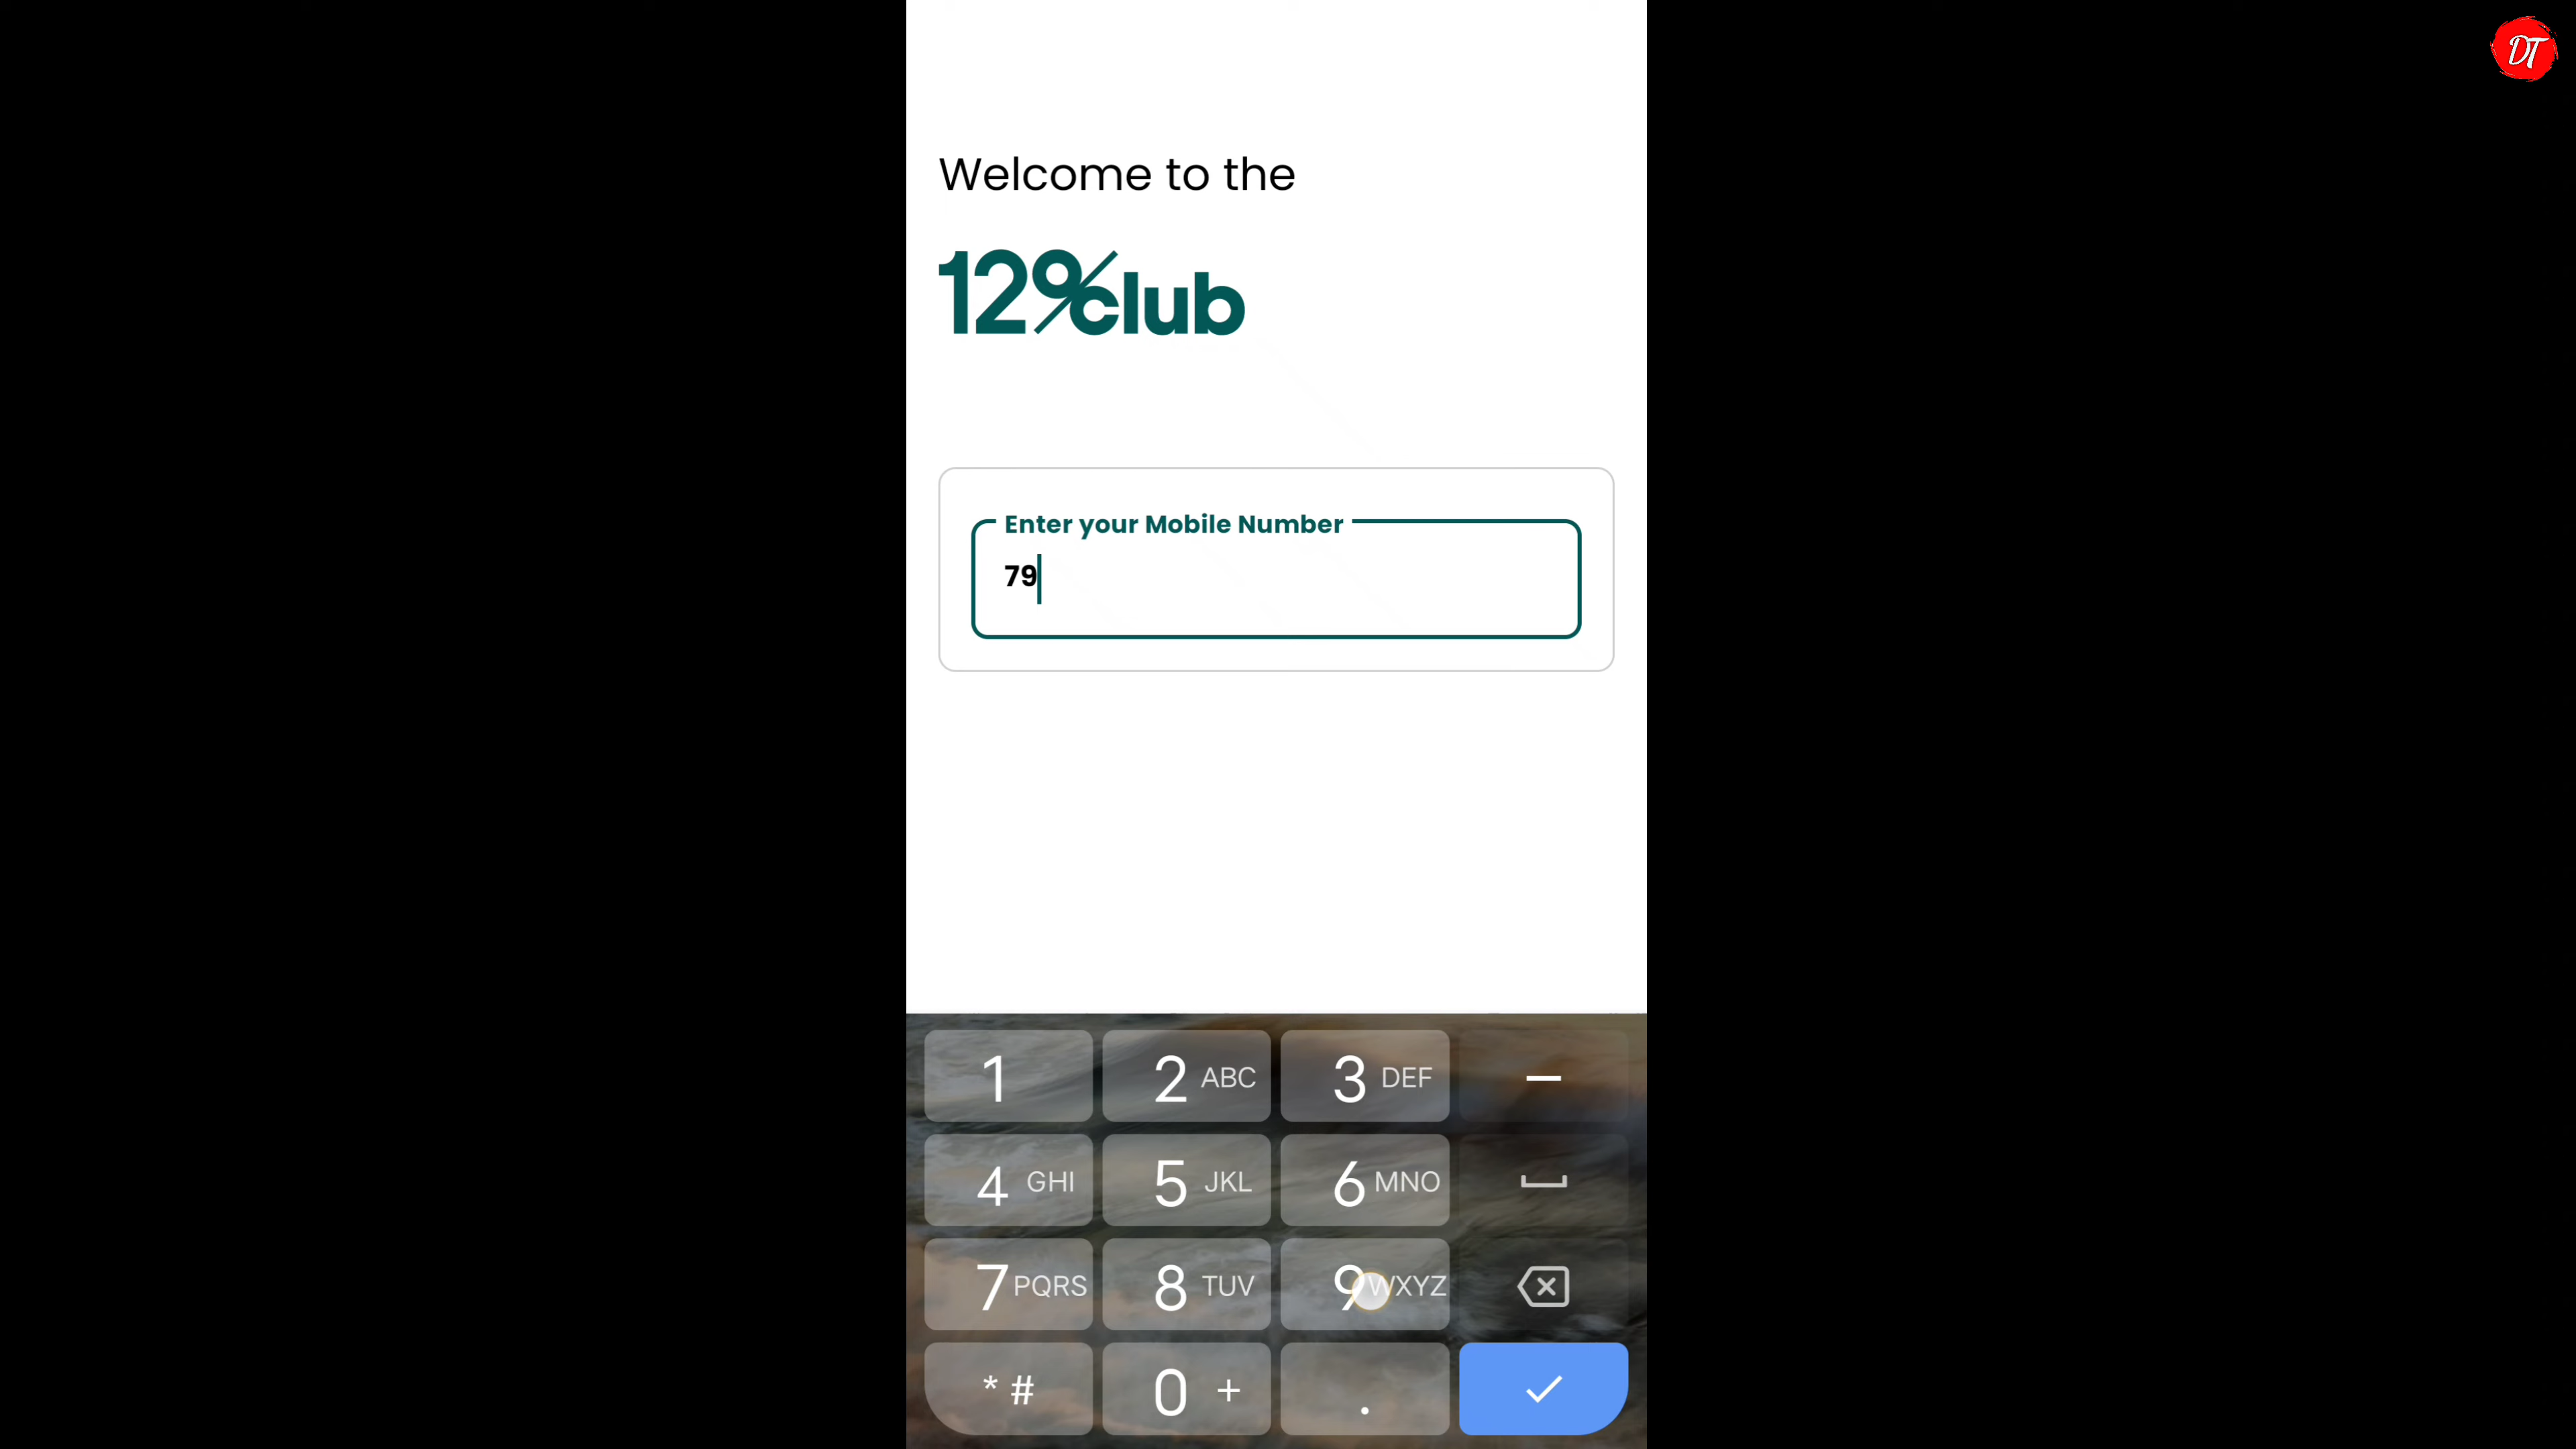 DT
Welcome to the
12%club
Enter your Mobile Number
79
1 2 ABC 3 DEF –
4 GHI 5 JKL 6 MNO
7 PQRS 8 TUV 9 WXYZ
* # 0 + .